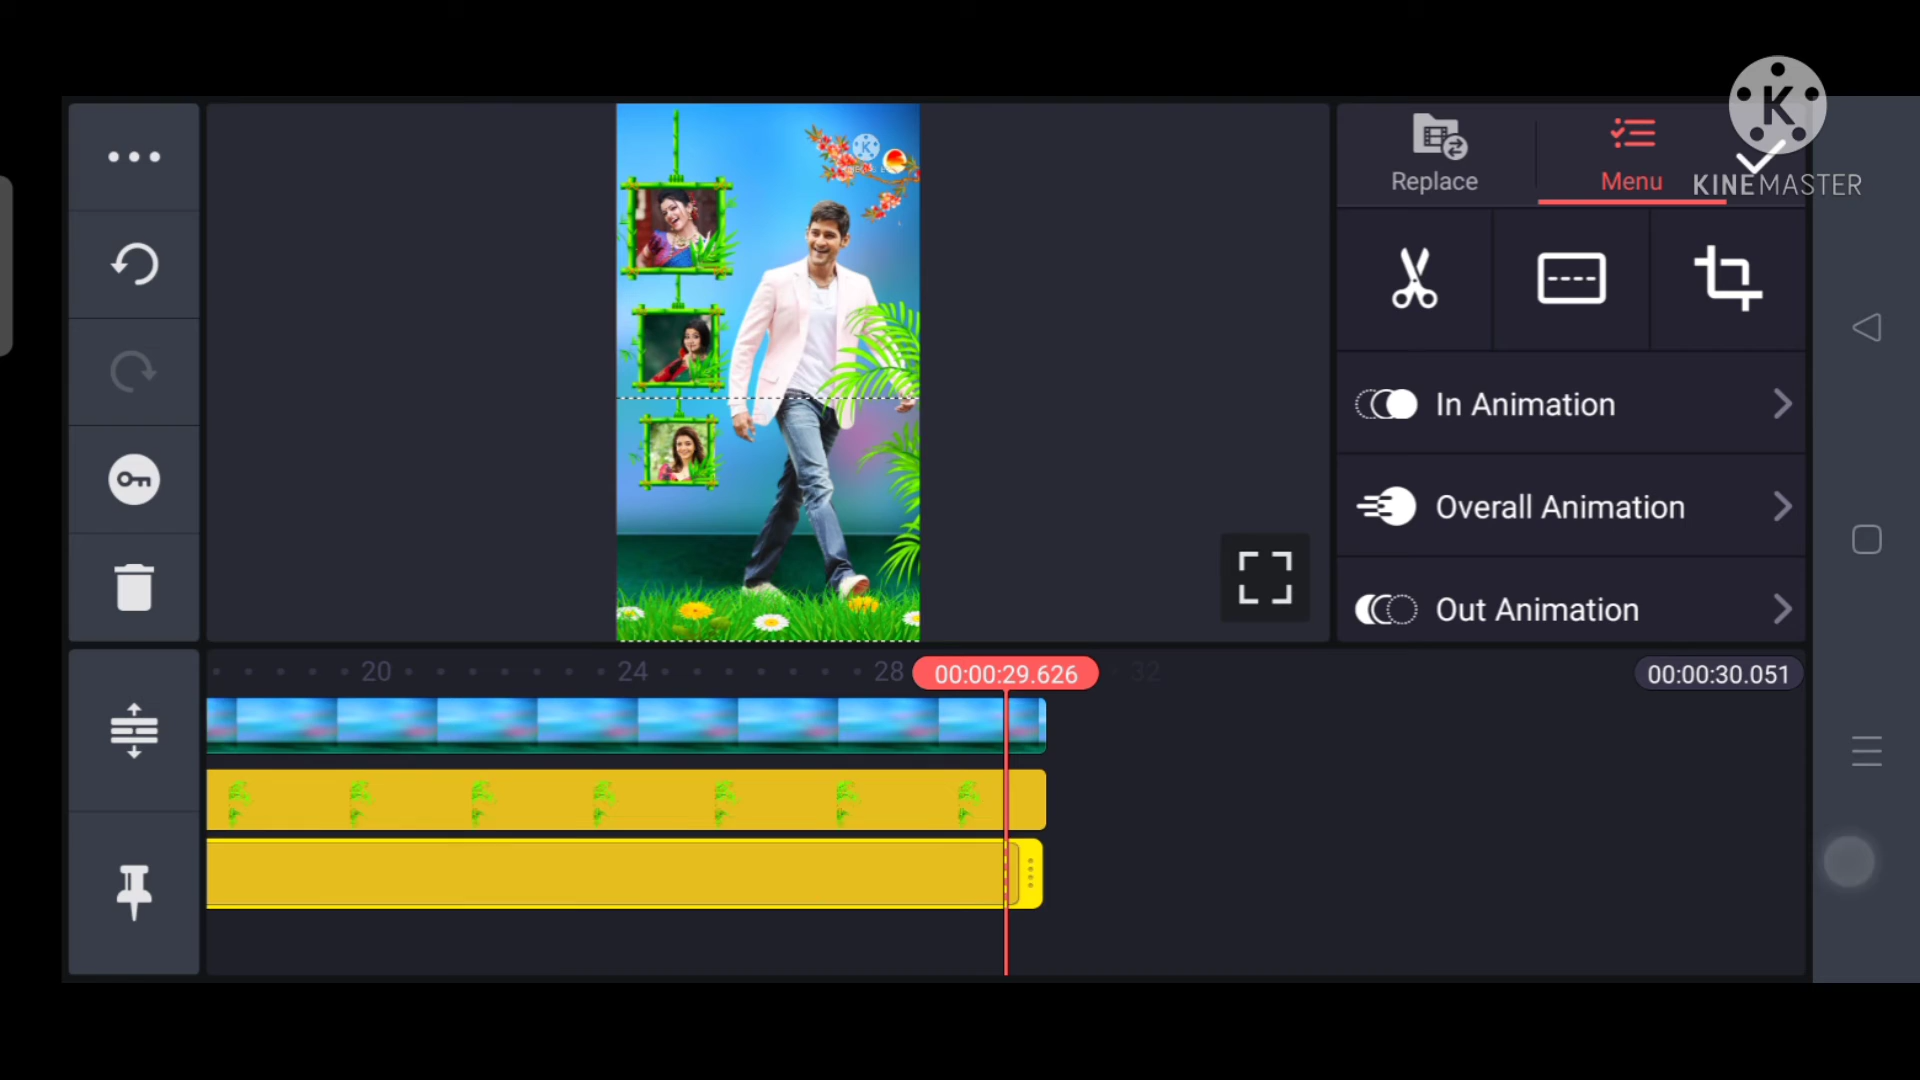 Replace
Menu
K
KINEMASTER
In Animation
Overall Animation
Out Animation
20
24
28
00:00:29.626
32
00:00:30.051